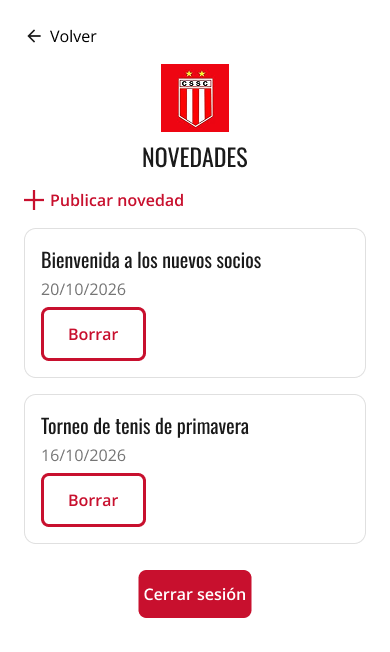 Volver
CSSC
NOVEDADES
Publicar novedad
Bienvenida a los nuevos socios
20/10/2026
Borrar
Torneo de tenis de primavera
16/10/2026
Borrar
Cerrar sesión